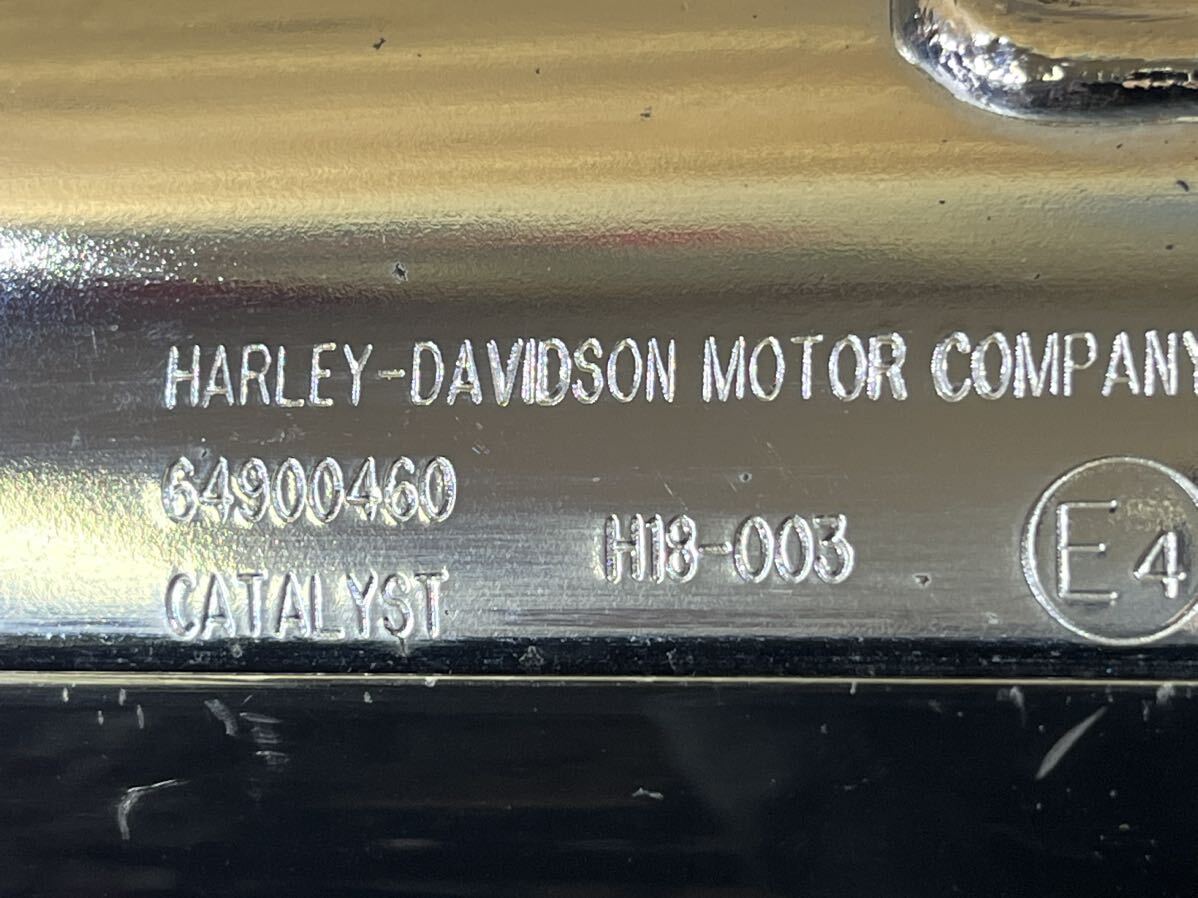 HARLEY-DAVIDSON MOTOR COMPANY
64900460
H18-003
E4
CATALYST